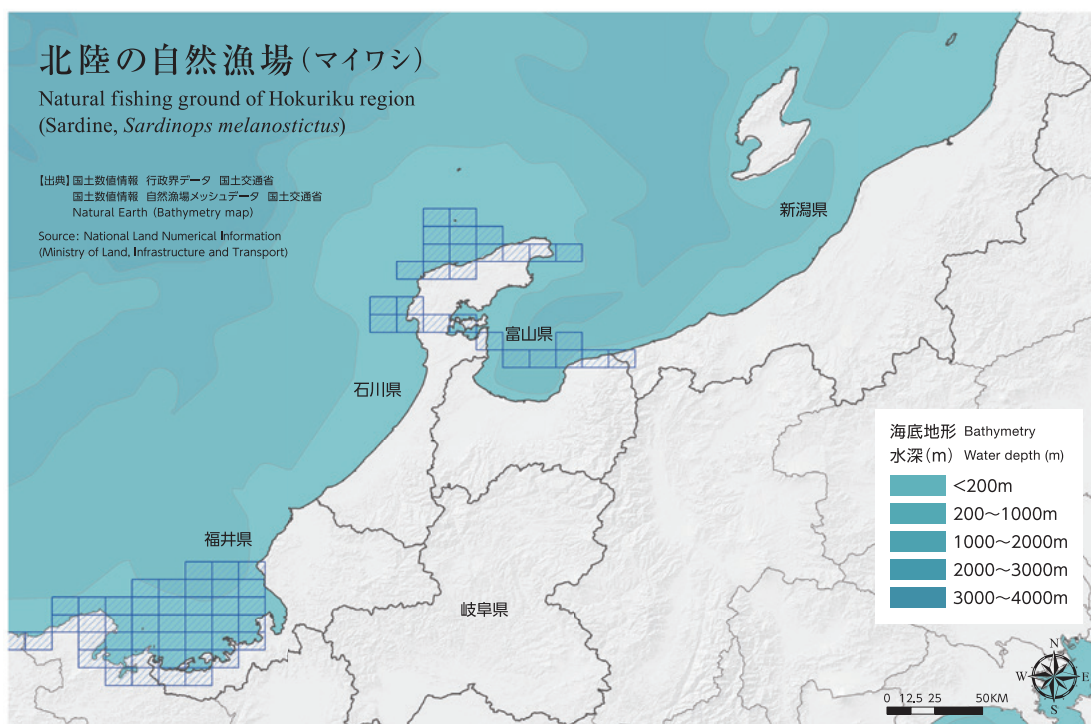 北陸の自然漁場（マイワシ）
Natural fishing ground of Hokuriku region
(Sardine, Sardinops melanostictus)
【出典】国土数値情報 行政界データ 国土交通省
国土数値情報 自然漁場メッシュデータ 国土交通省
Natural Earth (Bathymetry map)
Source: National Land Numerical Information
(Ministry of Land, Infrastructure and Transport)
新潟県
富山県
石川県
福井県
岐阜県
海底地形 Bathymetry
水深(m) Water depth (m)
<200m
200〜1000m
1000〜2000m
2000〜3000m
3000〜4000m
N
W E
S
0 12.5 25 50KM